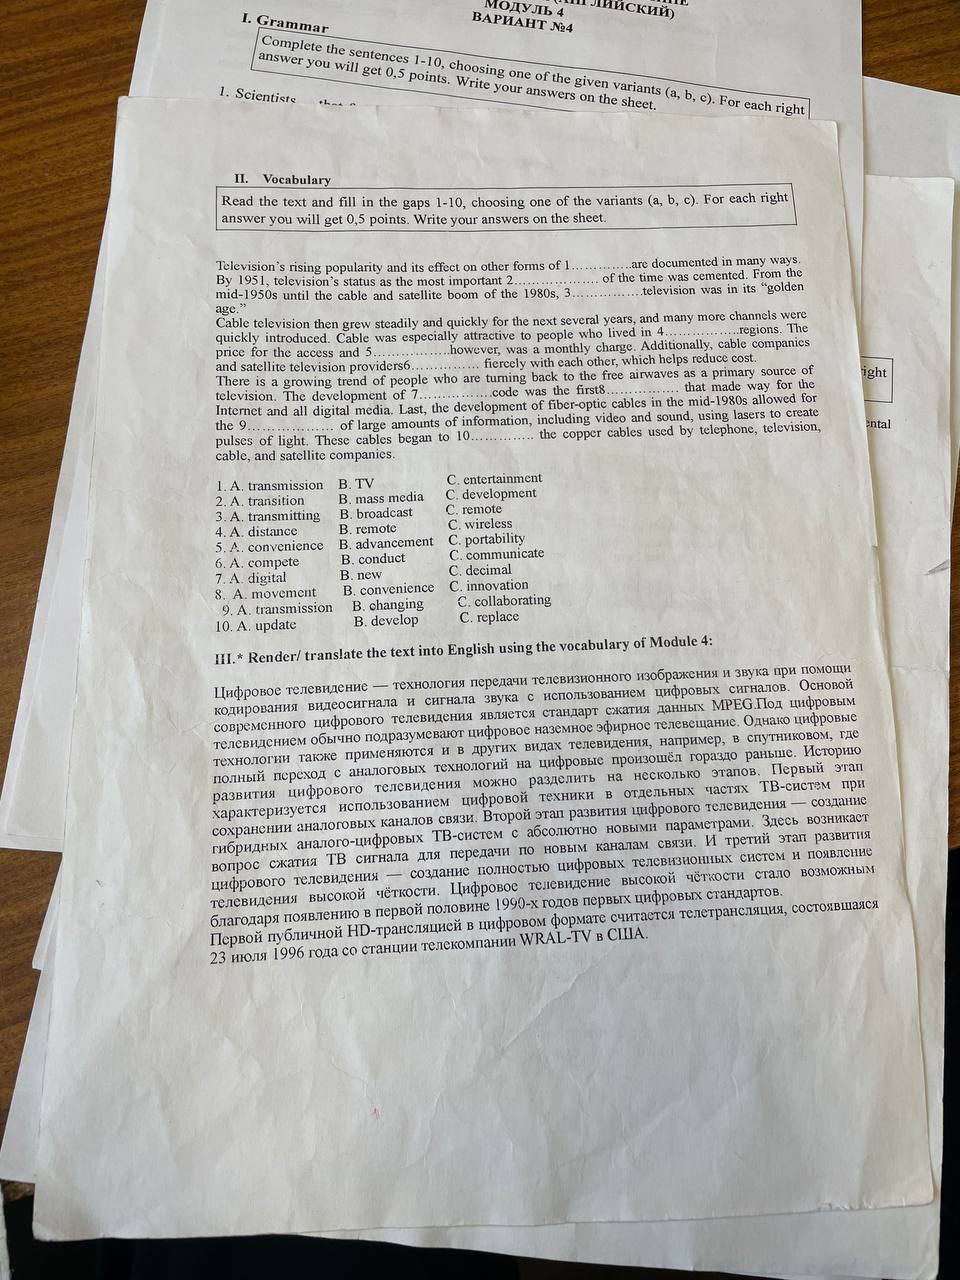 МОДУЛЬ 4
ВАРИАНТ №4
I. Grammar
Complete the sentences 1-10, choosing one of the given variants (a, b, c). For each right
answer you will get 0,5 points. Write your answers on the sheet.
1. Scientists
II. Vocabulary
Read the text and fill in the gaps 1-10, choosing one of the variants (a, b, c). For each right
answer you will get 0,5 points. Write your answers on the sheet.
Television's rising popularity and its effect on other forms of 1……………are documented in many ways.
By 1951, television's status as the most important 2……………… of the time was cemented. From the
mid-1950s until the cable and satellite boom of the 1980s, 3………………television was in its "golden
age."
Cable television then grew steadily and quickly for the next several years, and many more channels were
quickly introduced. Cable was especially attractive to people who lived in 4………………regions. The
price for the access and 5………………however, was a monthly charge. Additionally, cable companies
and satellite television providers6…………… fiercely with each other, which helps reduce cost.
There is a growing trend of people who are turning back to the free airwaves as a primary source of
television. The development of 7………………code was the first8…………… that made way for the
Internet and all digital media. Last, the development of fiber-optic cables in the mid-1980s allowed for
the 9……………… of large amounts of information, including video and sound, using lasers to create
pulses of light. These cables began to 10…………… the copper cables used by telephone, television,
cable, and satellite companies.
1. A. transmission B. TV C. entertainment
2. A. transition B. mass media C. development
3. A. transmitting B. broadcast C. remote
4. A. distance B. remote C. wireless
5. A. convenience B. advancement C. portability
6. A. compete B. conduct C. communicate
7. A. digital B. new C. decimal
8. A. movement B. convenience C. innovation
9. A. transmission B. changing C. collaborating
10. A. update B. develop C. replace
III.* Render/ translate the text into English using the vocabulary of Module 4:
Цифровое телевидение — технология передачи телевизионного изображения и звука при помощи
кодирования видеосигнала и сигнала звука с использованием цифровых сигналов. Основой
современного цифрового телевидения является стандарт сжатия данных MPEG.Под цифровым
телевидением обычно подразумевают цифровое наземное эфирное телевещание. Однако цифровые
технологии также применяются и в других видах телевидения, например, в спутниковом, где
полный переход с аналоговых технологий на цифровые произошёл гораздо раньше. Историю
развития цифрового телевидения можно разделить на несколько этапов. Первый этап
характеризуется использованием цифровой техники в отдельных частях ТВ-систем при
сохранении аналоговых каналов связи. Второй этап развития цифрового телевидения — создание
гибридных аналого-цифровых ТВ-систем с абсолютно новыми параметрами. Здесь возникает
вопрос сжатия ТВ сигнала для передачи по новым каналам связи. И третий этап развития
цифрового телевидения — создание полностью цифровых телевизионных систем и появление
телевидения высокой чёткости. Цифровое телевидение высокой чёткости стало возможным
благодаря появлению в первой половине 1990-х годов первых цифровых стандартов.
Первой публичной HD-трансляцией в цифровом формате считается телетрансляция, состоявшаяся
23 июля 1996 года со станции телекомпании WRAL-TV в США.
right